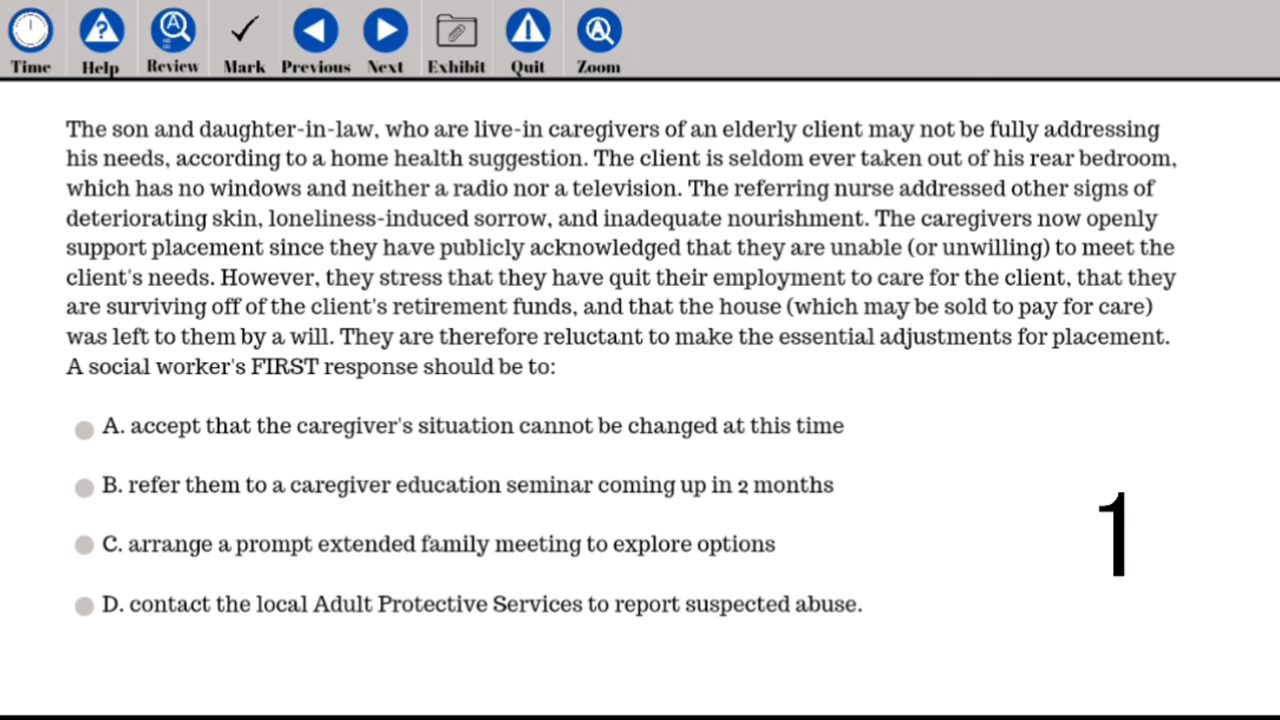 Time Help Review Mark Previous Next Exhibit Quit Zoom
The son and daughter-in-law, who are live-in caregivers of an elderly client may not be fully addressing
his needs, according to a home health suggestion. The client is seldom ever taken out of his rear bedroom,
which has no windows and neither a radio nor a television. The referring nurse addressed other signs of
deteriorating skin, loneliness-induced sorrow, and inadequate nourishment. The caregivers now openly
support placement since they have publicly acknowledged that they are unable (or unwilling) to meet the
client's needs. However, they stress that they have quit their employment to care for the client, that they
are surviving off of the client's retirement funds, and that the house (which may be sold to pay for care)
was left to them by a will. They are therefore reluctant to make the essential adjustments for placement.
A social worker's FIRST response should be to:
A. accept that the caregiver's situation cannot be changed at this time
B. refer them to a caregiver education seminar coming up in 2 months
C. arrange a prompt extended family meeting to explore options
D. contact the local Adult Protective Services to report suspected abuse.
1